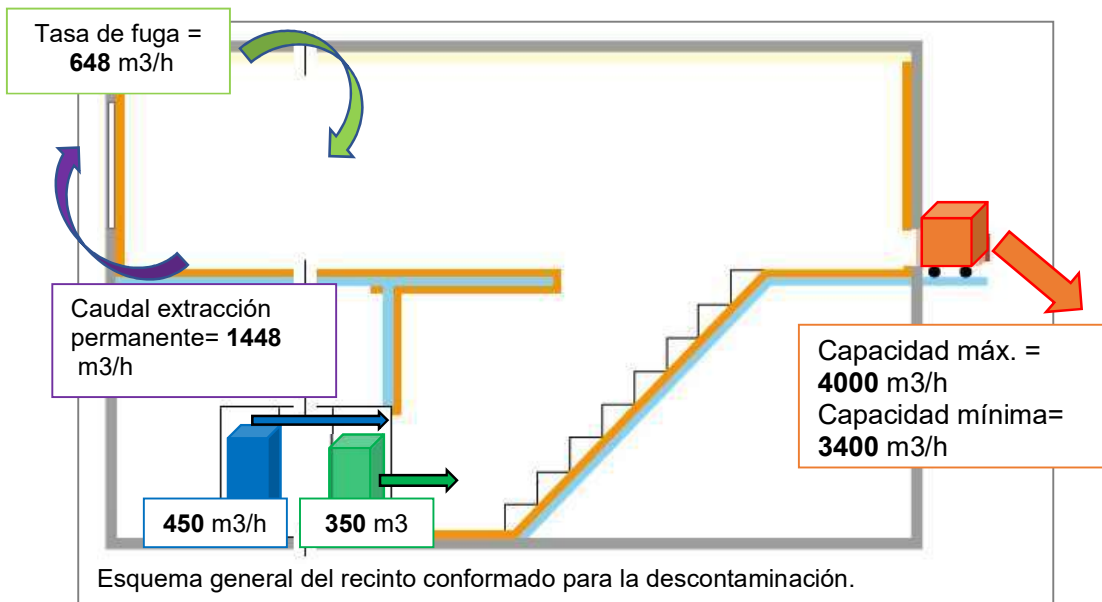 Tasa de fuga =
648 m3/h
Caudal extracción
permanente= 1448
m3/h
Capacidad máx. =
4000 m3/h
Capacidad mínima=
3400 m3/h
450 m3/h
350 m3
Esquema general del recinto conformado para la descontaminación.